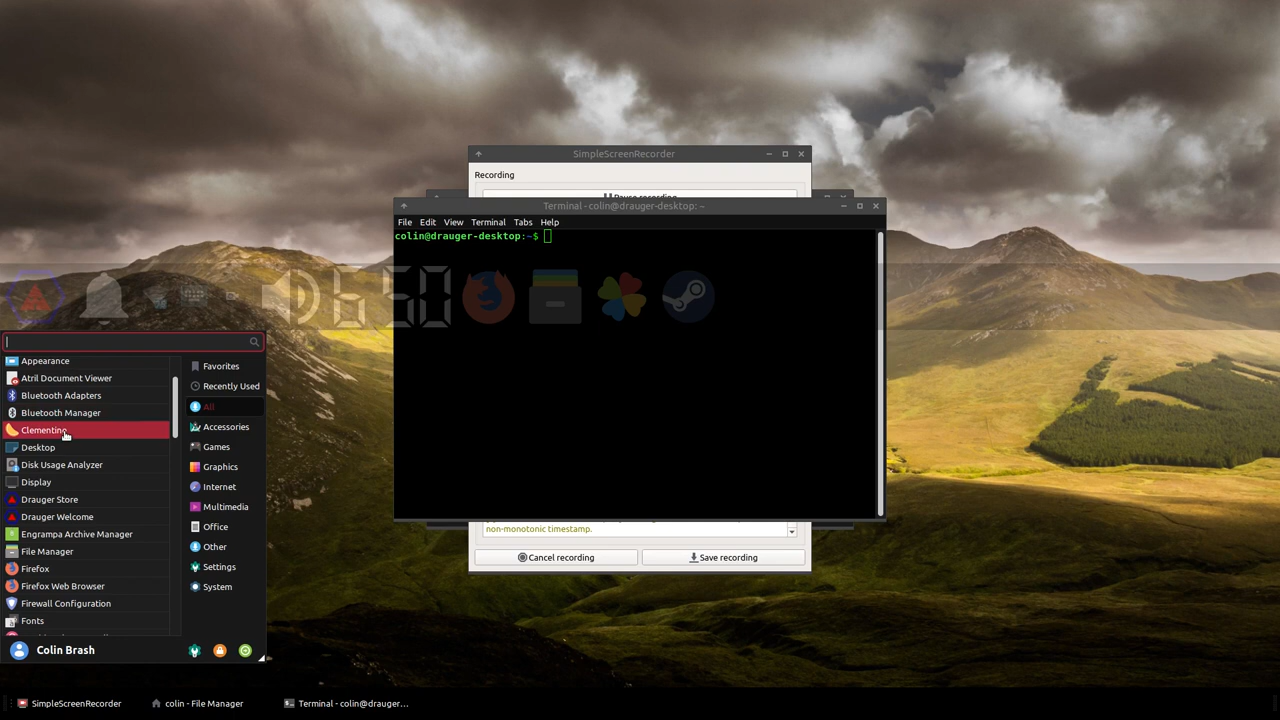 SimpleScreenRecorder
Recording
Terminal - colin@drauger-desktop: ~
File Edit View Terminal Tabs Help
colin@drauger-desktop:~$
6:50
Appearance
Atril Document Viewer
Bluetooth Adapters
Bluetooth Manager
Clementine
Desktop
Disk Usage Analyzer
Display
Drauger Store
Drauger Welcome
Engrampa Archive Manager
File Manager
Firefox
Firefox Web Browser
Firewall Configuration
Fonts
Favorites
Recently Used
All
Accessories
Games
Graphics
Internet
Multimedia
Office
Other
Settings
System
Colin Brash
non-monotonic timestamp.
Cancel recording
Save recording
SimpleScreenRecorder
colin - File Manager
Terminal - colin@drauger...